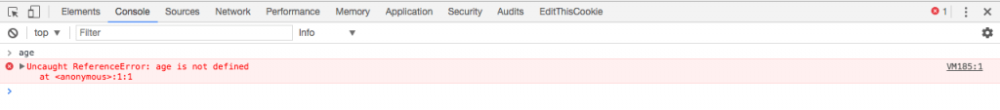 Elements Console Sources Network Performance Memory Application Security Audits EditThisCookie 1
top ▼ Filter Info ▼
> age
Uncaught ReferenceError: age is not defined VM185:1
at <anonymous>:1:1
>